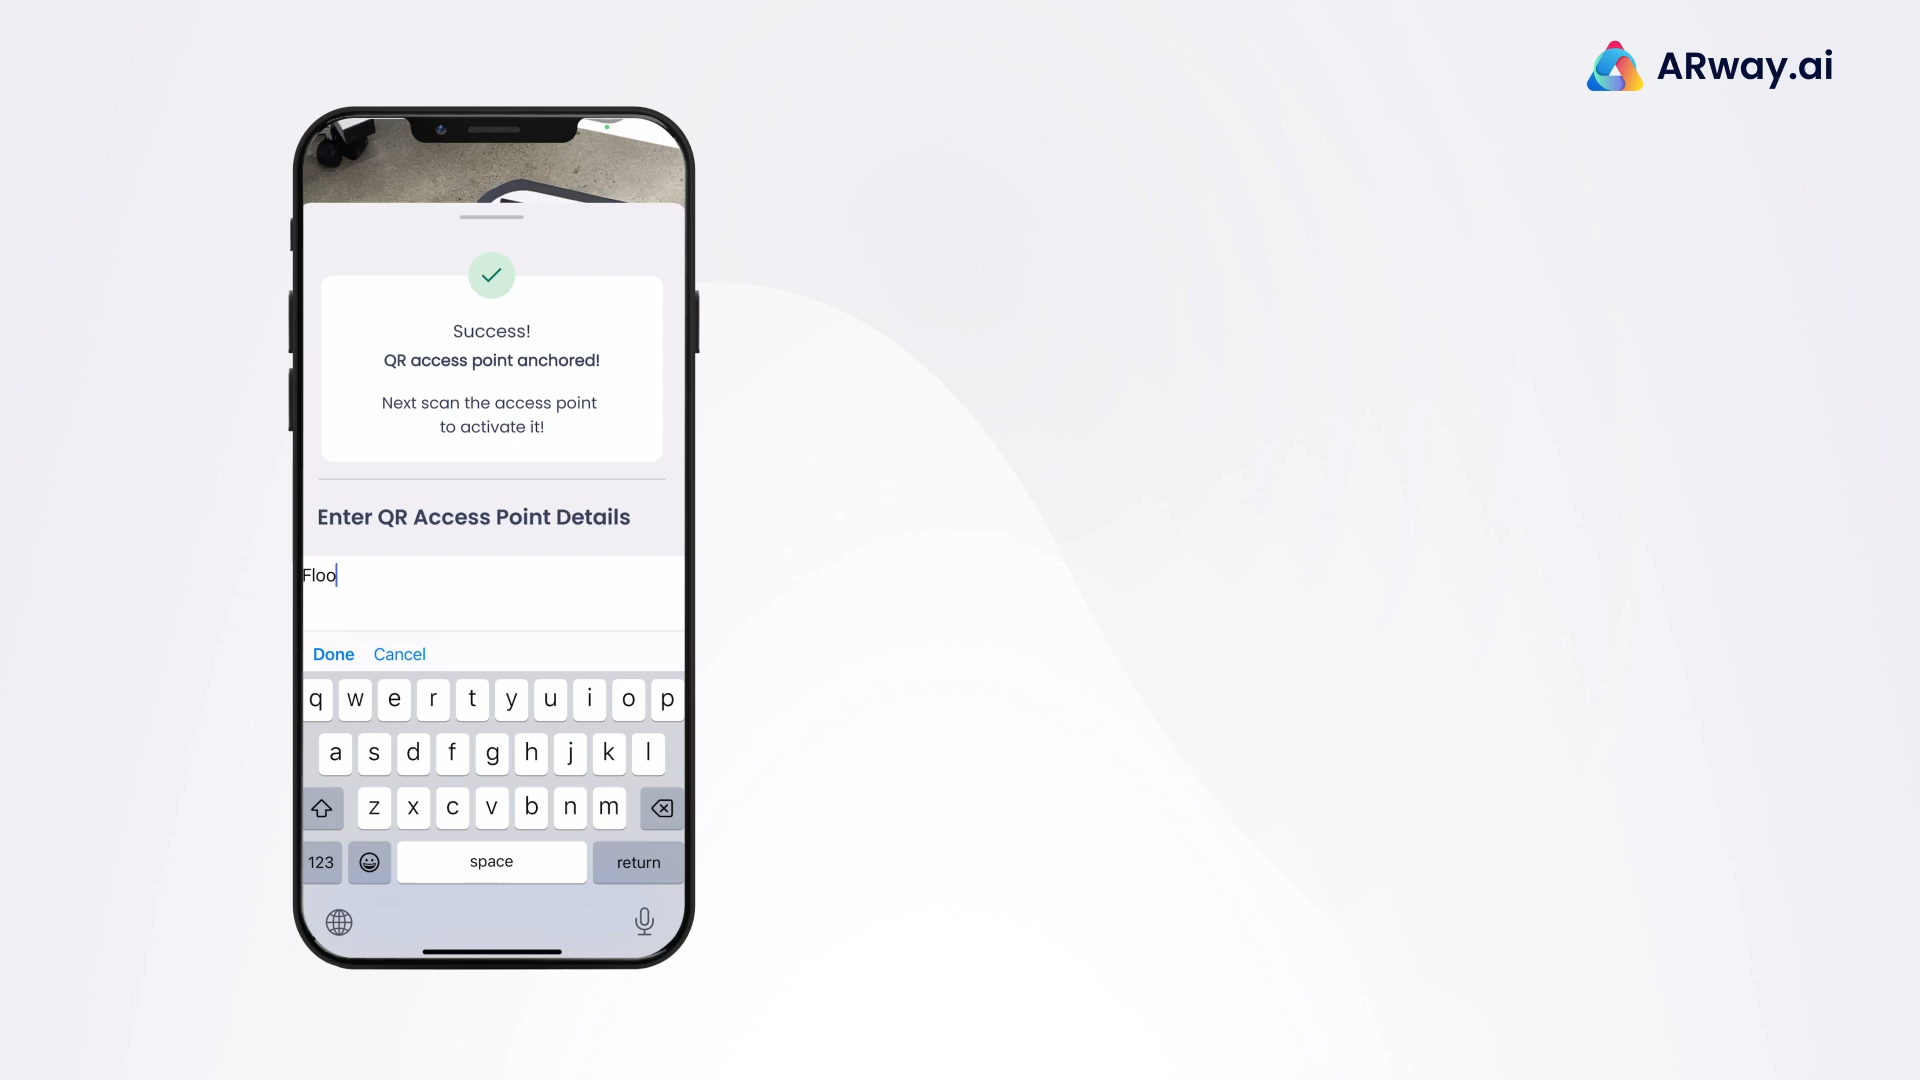 ARway.ai
Success!
QR access point anchored!
Next scan the access point
to activate it!
Enter QR Access Point Details
Floo
Done Cancel
q w e r t y u i o p
a s d f g h j k l
z x c v b n m
123 space return